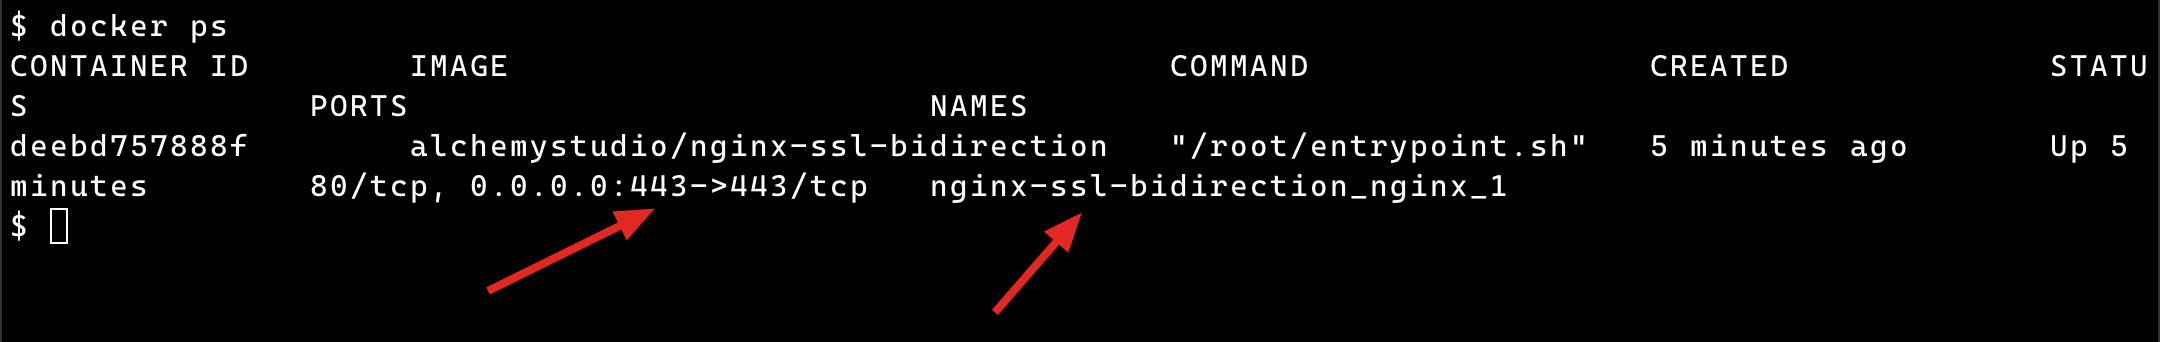 $ docker ps
CONTAINER ID        IMAGE                                 COMMAND                 CREATED             STATU
S              PORTS                          NAMES
deebd757888f        alchemystudio/nginx-ssl-bidirection   "/root/entrypoint.sh"   5 minutes ago       Up 5
minutes        80/tcp, 0.0.0.0:443->443/tcp   nginx-ssl-bidirection_nginx_1
$